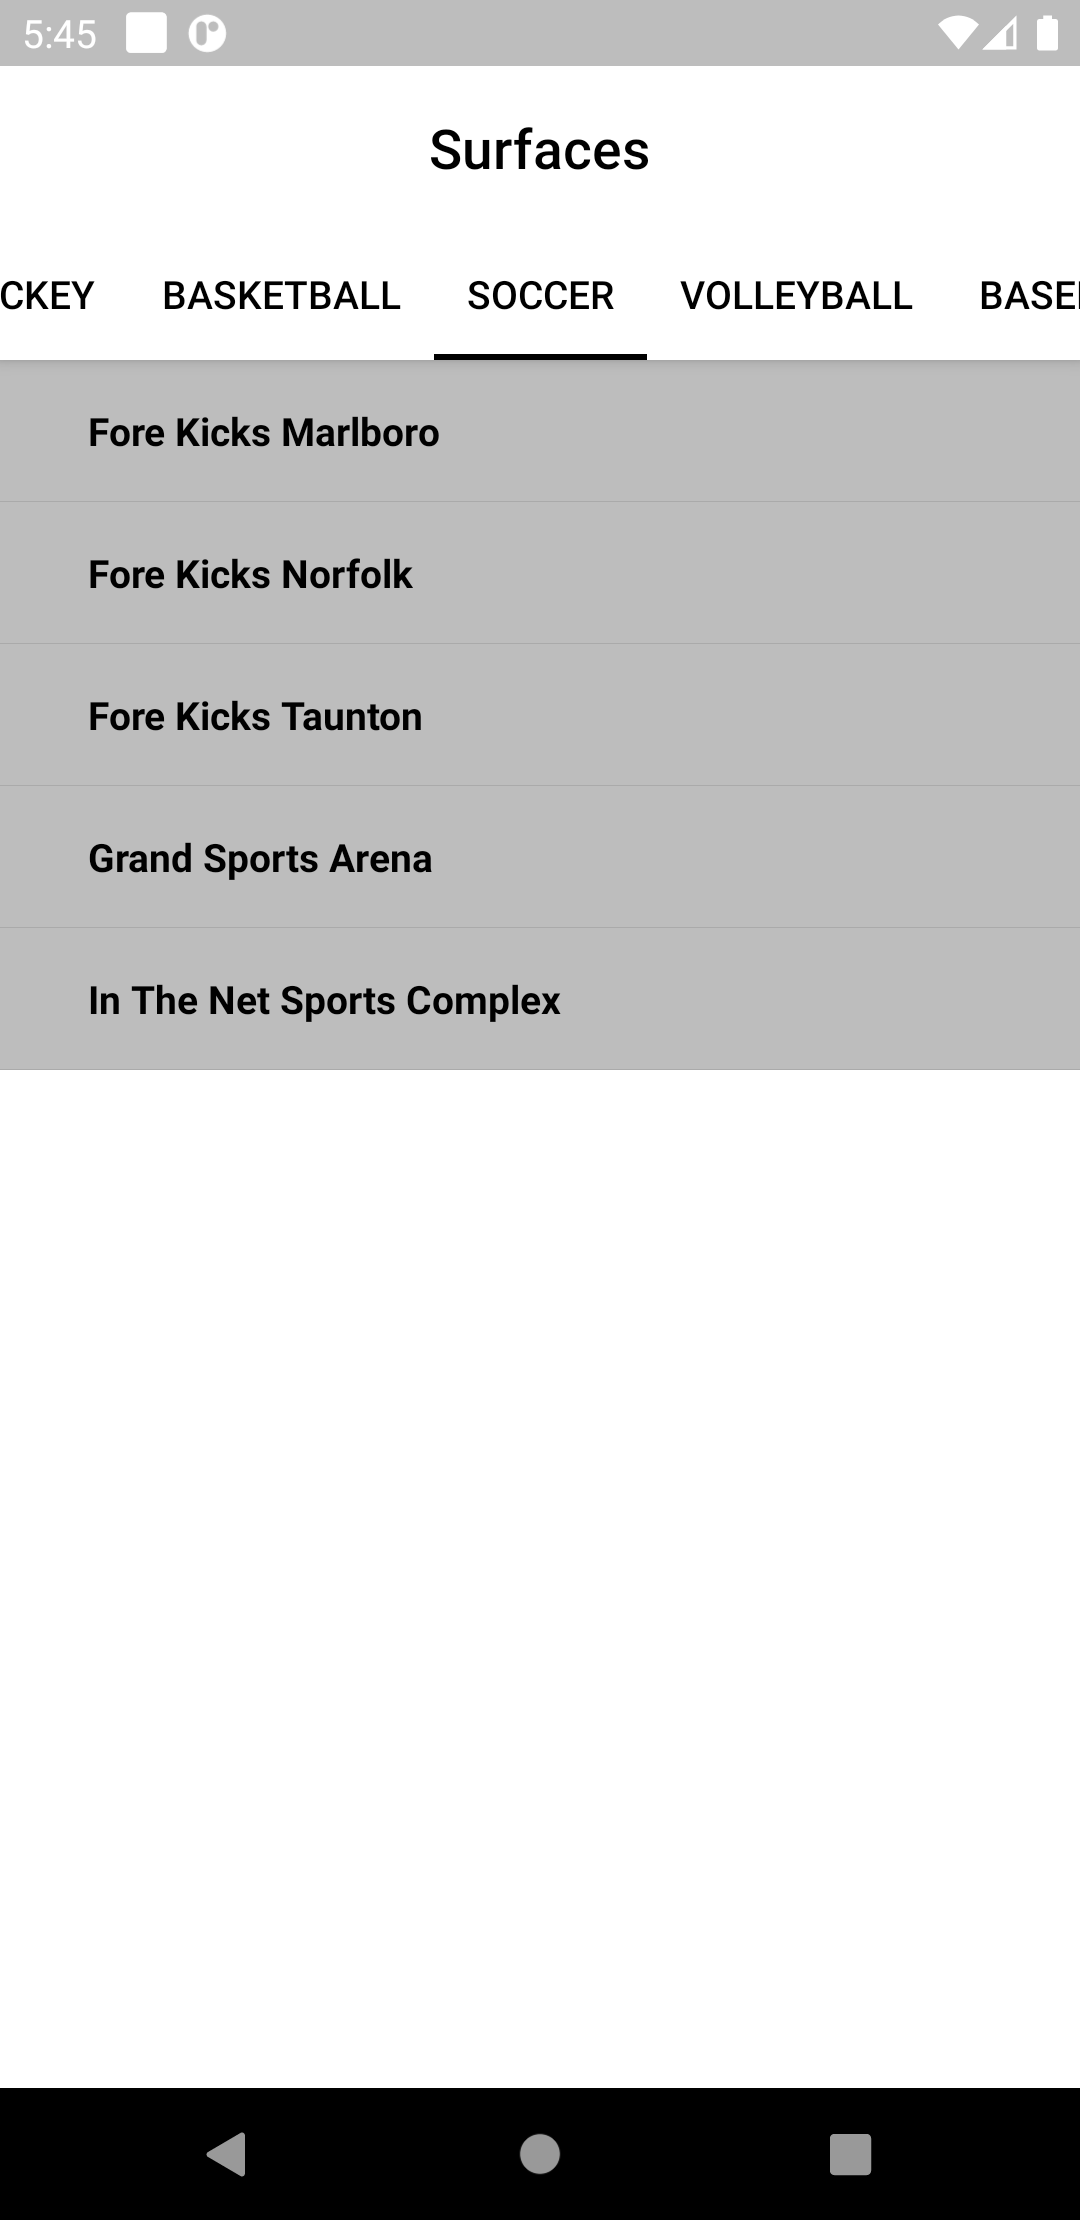 5:45
Surfaces
CKEY BASKETBALL SOCCER VOLLEYBALL BASE
Fore Kicks Marlboro
Fore Kicks Norfolk
Fore Kicks Taunton
Grand Sports Arena
In The Net Sports Complex